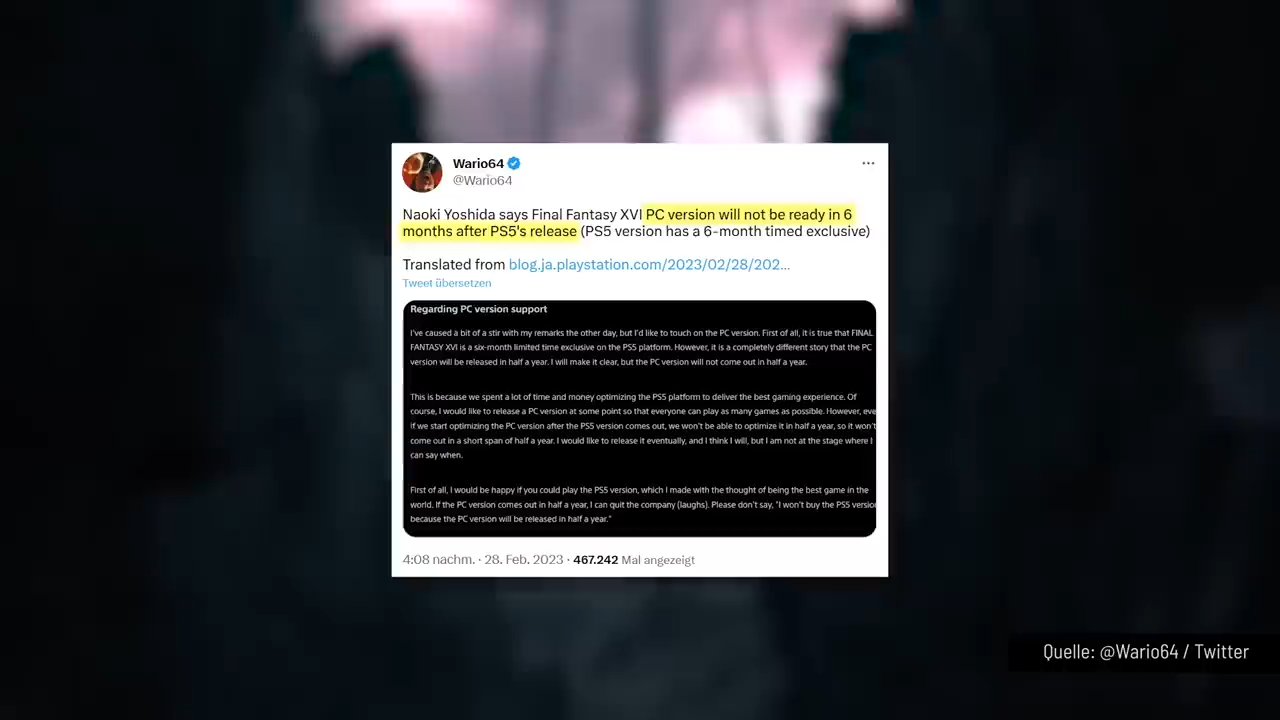 Wario64
@Wario64
Naoki Yoshida says Final Fantasy XVI PC version will not be ready in 6
months after PS5's release (PS5 version has a 6-month timed exclusive)
Translated from blog.ja.playstation.com/2023/02/28/202...
Tweet übersetzen
Regarding PC version support
I've caused a bit of a stir with my remarks the other day, but I'd like to touch on the PC version. First of all, it is true that FINAL
FANTASY XVI is a six-month limited time exclusive on the PS5 platform. However, it is a completely different story that the PC
version will be released in half a year. I will make it clear, but the PC version will not come out in half a year.
This is because we spent a lot of time and money optimizing the PS5 platform to deliver the best gaming experience. Of
course, I would like to release a PC version at some point so that everyone can play as many games as possible. However, eve
if we start optimizing the PC version after the PS5 version comes out, we won't be able to optimize it in half a year, so it won't
come out in a short span of half a year. I would like to release it eventually, and I think I will, but I am not at the stage where I
can say when.
First of all, I would be happy if you could play the PS5 version, which I made with the thought of being the best game in the
world. If the PC version comes out in half a year, I can quit the company (laughs). Please don't say, "I won't buy the PS5 version
because the PC version will be released in half a year."
4:08 nachm. · 28. Feb. 2023 · 467.242 Mal angezeigt
Quelle: @Wario64 / Twitter